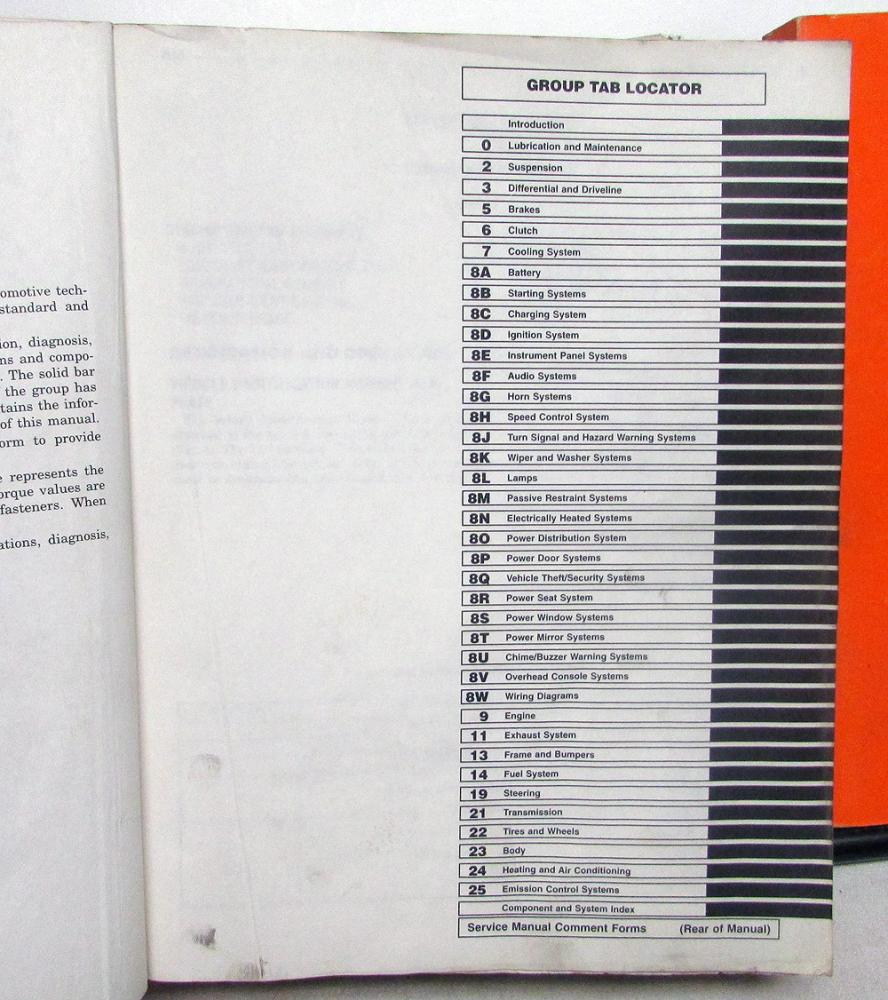 omotive tech-
standard and
ion, diagnosis,
ns and compo-
. The solid bar
the group has
tains the infor-
of this manual.
orm to provide
e represents the
orque values are
fasteners. When
ations, diagnosis,
GROUP TAB LOCATOR
Introduction
0 Lubrication and Maintenance
2 Suspension
3 Differential and Driveline
5 Brakes
6 Clutch
7 Cooling System
8A Battery
8B Starting Systems
8C Charging System
8D Ignition System
8E Instrument Panel Systems
8F Audio Systems
8G Horn Systems
8H Speed Control System
8J Turn Signal and Hazard Warning Systems
8K Wiper and Washer Systems
8L Lamps
8M Passive Restraint Systems
8N Electrically Heated Systems
8O Power Distribution System
8P Power Door Systems
8Q Vehicle Theft/Security Systems
8R Power Seat System
8S Power Window Systems
8T Power Mirror Systems
8U Chime/Buzzer Warning Systems
8V Overhead Console Systems
8W Wiring Diagrams
9 Engine
11 Exhaust System
13 Frame and Bumpers
14 Fuel System
19 Steering
21 Transmission
22 Tires and Wheels
23 Body
24 Heating and Air Conditioning
25 Emission Control Systems
Component and System Index
Service Manual Comment Forms (Rear of Manual)